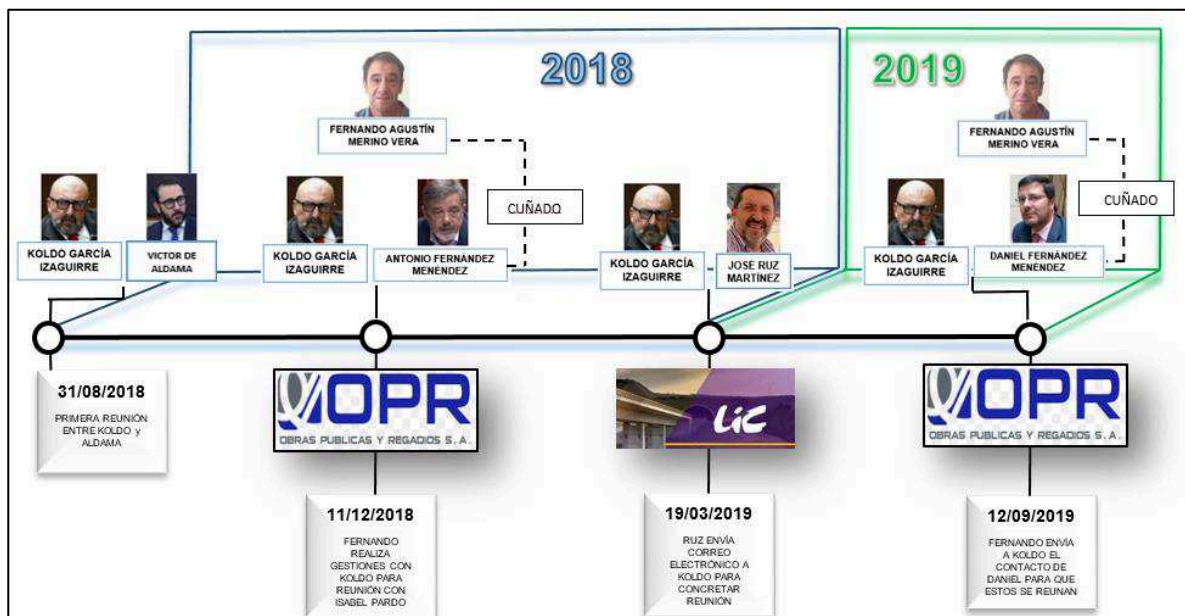 2018
2019
FERNANDO AGUSTÍN
MERINO VERA
FERNANDO AGUSTÍN
MERINO VERA
CUÑADO
CUÑADO
KOLDO GARCÍA
IZAGUIRRE
VICTOR DE
ALDAMA
KOLDO GARCÍA
IZAGUIRRE
ANTONIO FERNÁNDEZ
MENÉNDEZ
KOLDO GARCÍA
IZAGUIRRE
JOSE RUZ
MARTÍNEZ
KOLDO GARCÍA
IZAGUIRRE
DANIEL FERNÁNDEZ
MENÉNDEZ
31/08/2018
PRIMERA REUNIÓN
ENTRE KOLDO y
ALDAMA
OPR
OBRAS PUBLICAS Y REGADIOS S.A.
11/12/2018
FERNANDO
REALIZA
GESTIONES CON
KOLDO PARA
REUNIÓN CON
ISABEL PARDO
LiC
19/03/2019
RUZ ENVÍA
CORREO
ELECTRÓNICO A
KOLDO PARA
CONCRETAR
REUNIÓN
OPR
OBRAS PUBLICAS Y REGADIOS S.A.
12/09/2019
FERNANDO ENVÍA
A KOLDO EL
CONTACTO DE
DANIEL PARA QUE
ESTOS SE REUNAN